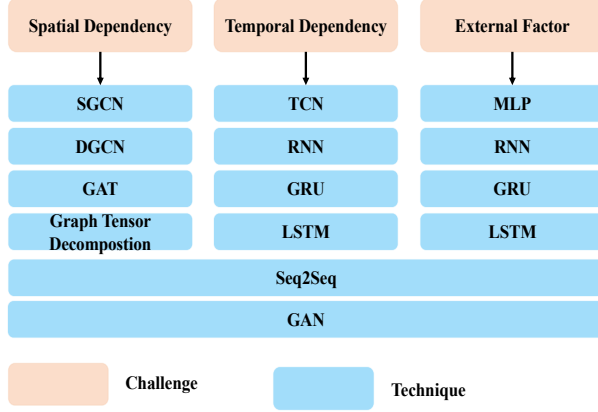 Spatial Dependency
Temporal Dependency
External Factor
SGCN
TCN
MLP
DGCN
RNN
RNN
GAT
GRU
GRU
Graph Tensor
Decompostion
LSTM
LSTM
Seq2Seq
GAN
Challenge
Technique